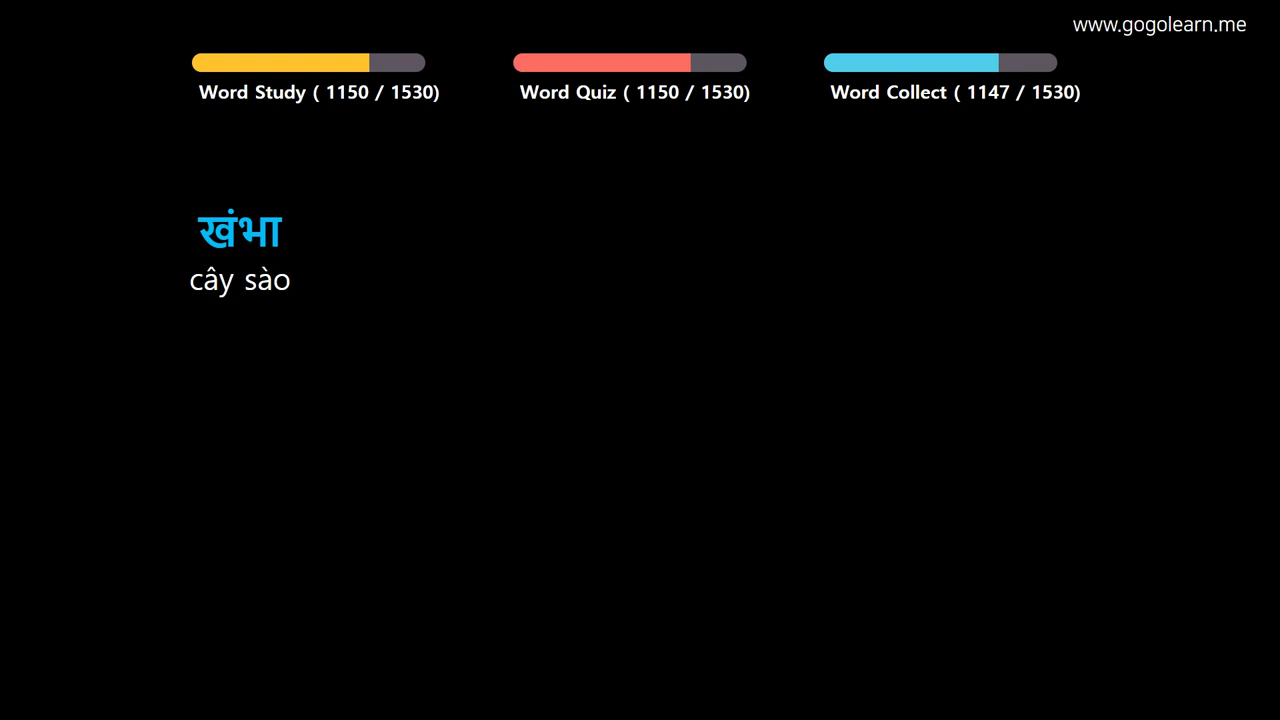 www.gogolearn.me
Word Study ( 1150 / 1530)
Word Quiz ( 1150 / 1530)
Word Collect ( 1147 / 1530)
खंभा
cây sào